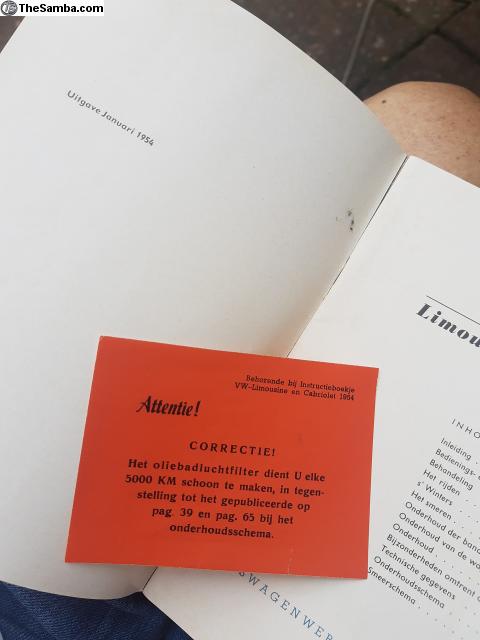 TheSamba.com
Uitgave Januari 1954
Behorende bij Instructieboekje
VW-Limousine en Cabriolet 1954
Attentie!
CORRECTIE!
Het oliebadluchtfilter dient U elke
5000 KM schoon te maken, in tegen-
stelling tot het gepubliceerde op
pag. 39 en pag. 65 bij het
onderhoudsschema.
Limou
INHO
Inleiding .
Bedienings-
Behandeling
Het rijden .
s' Winters .
Het smeren .
Onderhoud der band
Onderhoud van de wa
Onderhoud . . .
Bijzonderheden omtrent d
Technische gegevens .
Onderhoudsschema .
Smeerschema . .
SWAGENWER